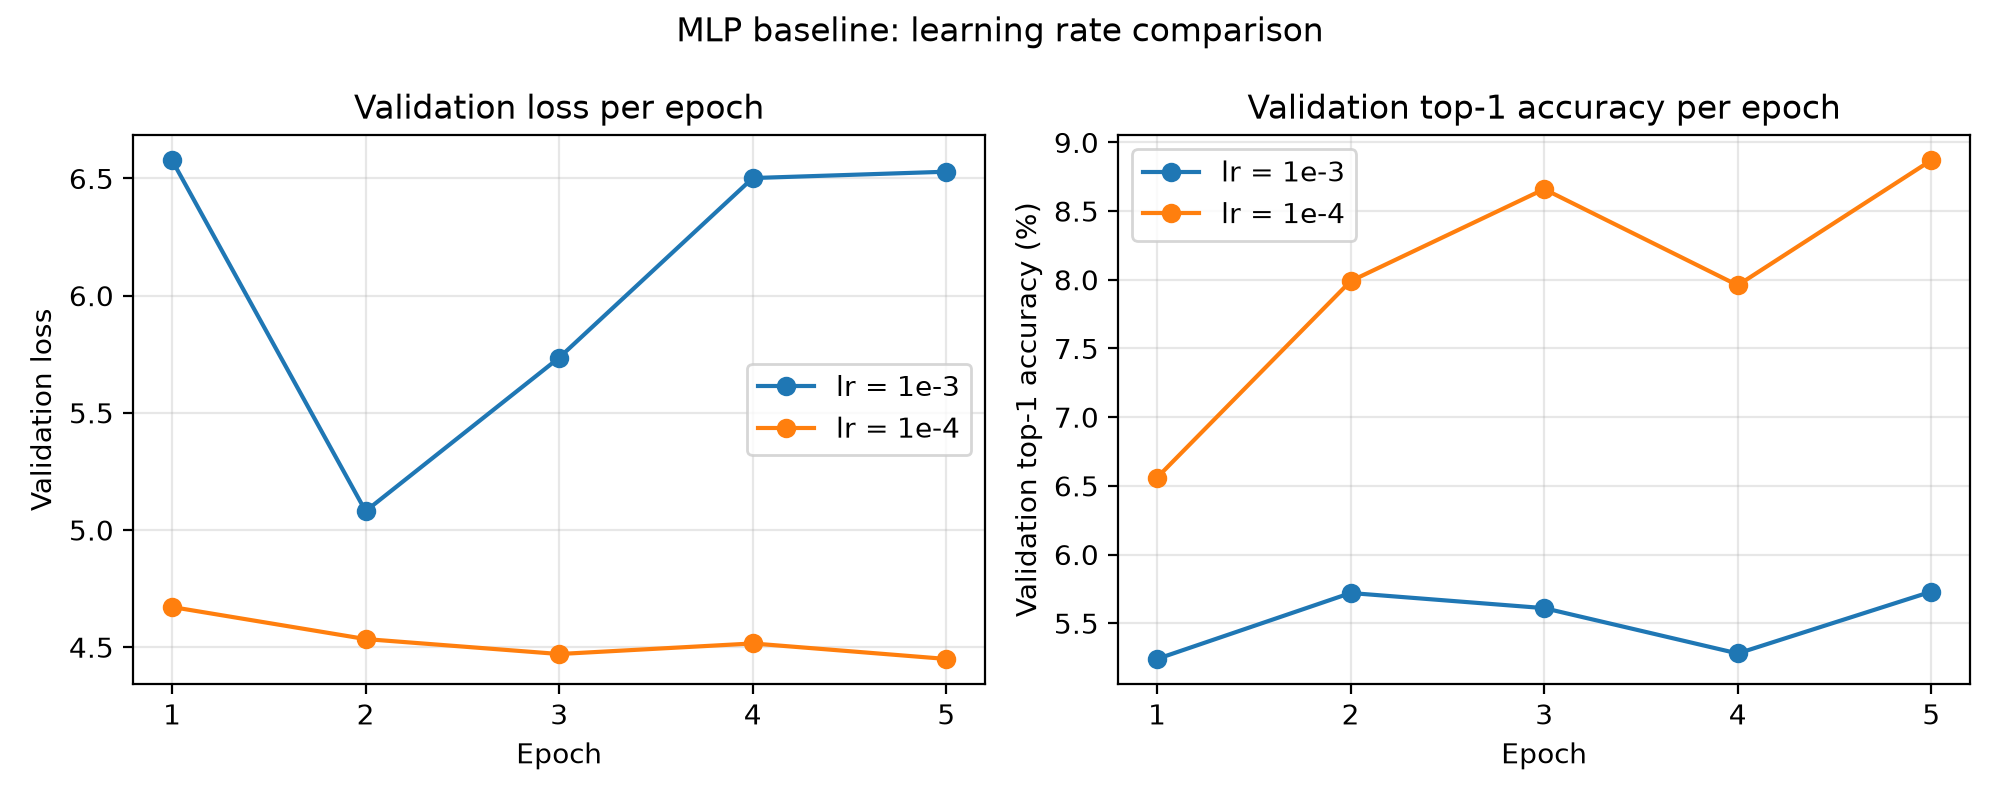 MLP baseline: learning rate comparison
Validation loss per epoch
Validation loss
6.5
6.0
5.5
5.0
4.5
lr = 1e-3
lr = 1e-4
1 2 3 4 5
Epoch
Validation top-1 accuracy per epoch
Validation top-1 accuracy (%)
9.0
8.5
8.0
7.5
7.0
6.5
6.0
5.5
lr = 1e-3
lr = 1e-4
1 2 3 4 5
Epoch